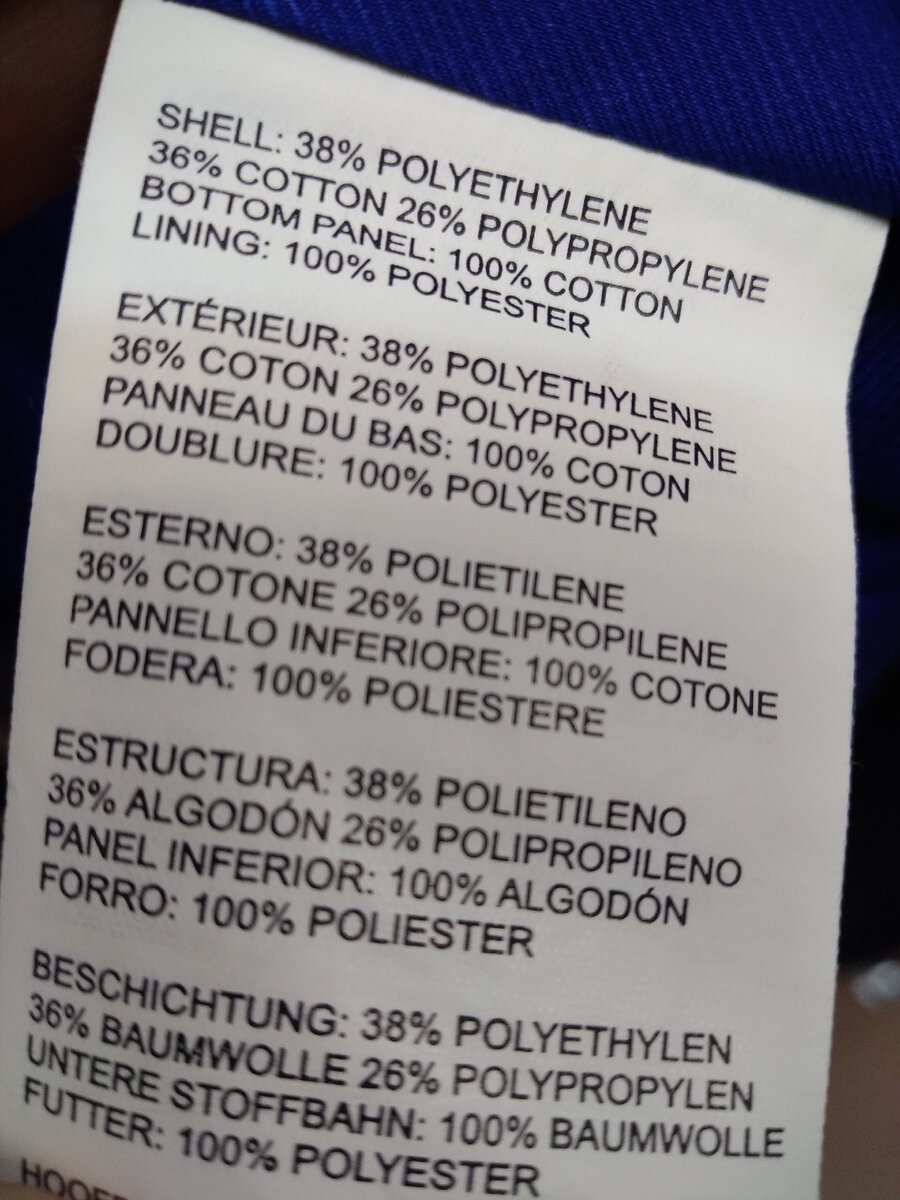 SHELL: 38% POLYETHYLENE
36% COTTON 26% POLYPROPYLENE
BOTTOM PANEL: 100% COTTON
LINING: 100% POLYESTER
EXTÉRIEUR: 38% POLYETHYLENE
36% COTON 26% POLYPROPYLENE
PANNEAU DU BAS: 100% COTON
DOUBLURE: 100% POLYESTER
ESTERNO: 38% POLIETILENE
36% COTONE 26% POLIPROPILENE
PANNELLO INFERIORE: 100% COTONE
FODERA: 100% POLIESTERE
ESTRUCTURA: 38% POLIETILENO
36% ALGODÓN 26% POLIPROPILENO
PANEL INFERIOR: 100% ALGODÓN
FORRO: 100% POLIESTER
BESCHICHTUNG: 38% POLYETHYLEN
36% BAUMWOLLE 26% POLYPROPYLEN
UNTERE STOFFBAHN: 100% BAUMWOLLE
FUTTER: 100% POLYESTER